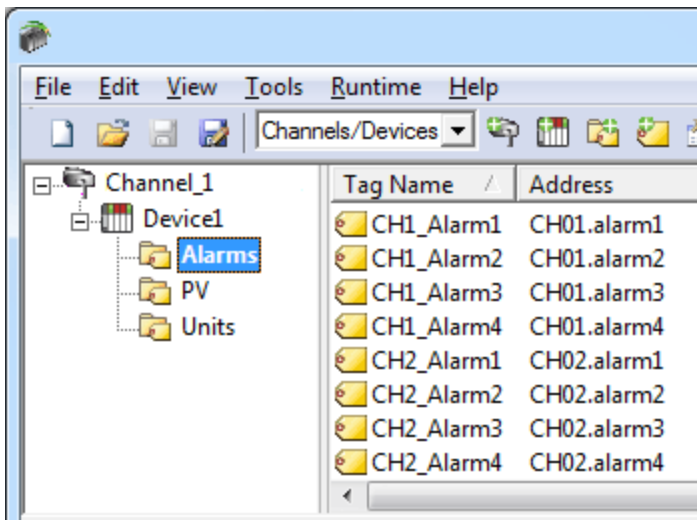 File Edit View Tools Runtime Help
Channels/Devices
Channel_1
Device1
Alarms
PV
Units
Tag Name Address
CH1_Alarm1 CH01.alarm1
CH1_Alarm2 CH01.alarm2
CH1_Alarm3 CH01.alarm3
CH1_Alarm4 CH01.alarm4
CH2_Alarm1 CH02.alarm1
CH2_Alarm2 CH02.alarm2
CH2_Alarm3 CH02.alarm3
CH2_Alarm4 CH02.alarm4